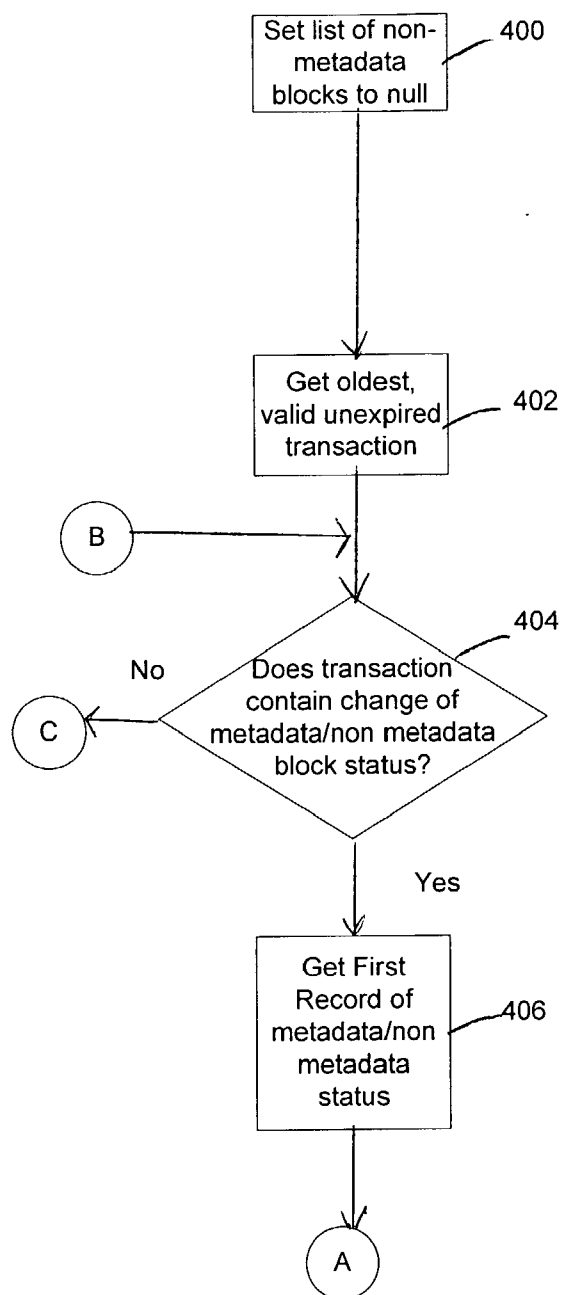 Set list of non-
metadata
blocks to null
400
Get oldest,
valid unexpired
transaction
402
B
404
No
Does transaction
contain change of
metadata/non metadata
block status?
C
Yes
Get First
Record of
metadata/non
metadata
status
406
A